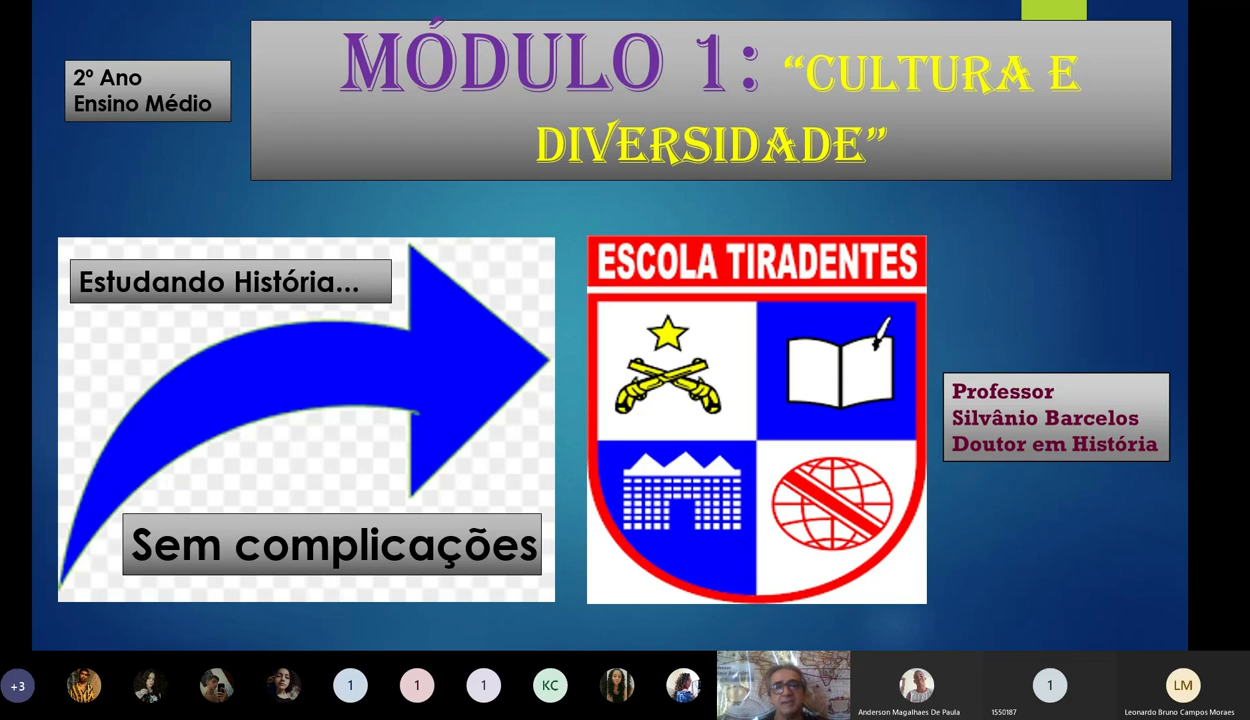 2º Ano
Ensino Médio
MÓDULO 1: “CULTURA E
DIVERSIDADE”
Estudando História...
Sem complicações
ESCOLA TIRADENTES
Professor
Silvânio Barcelos
Doutor em História
+3
1
1
1
KC
1
LM
Anderson Magalhaes De Paula
1550187
Leonardo Bruno Campos Moraes